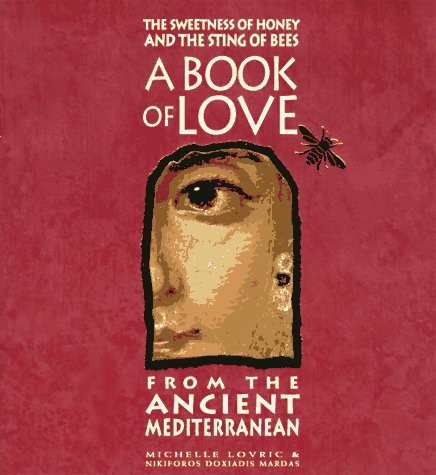 THE SWEETNESS OF HONEY
AND THE STING OF BEES
A BOOK
OF LOVE
FROM THE
ANCIENT
MEDITERRANEAN
MICHELLE LOVRIC &
NIKIFOROS DOXIADIS MARDAS